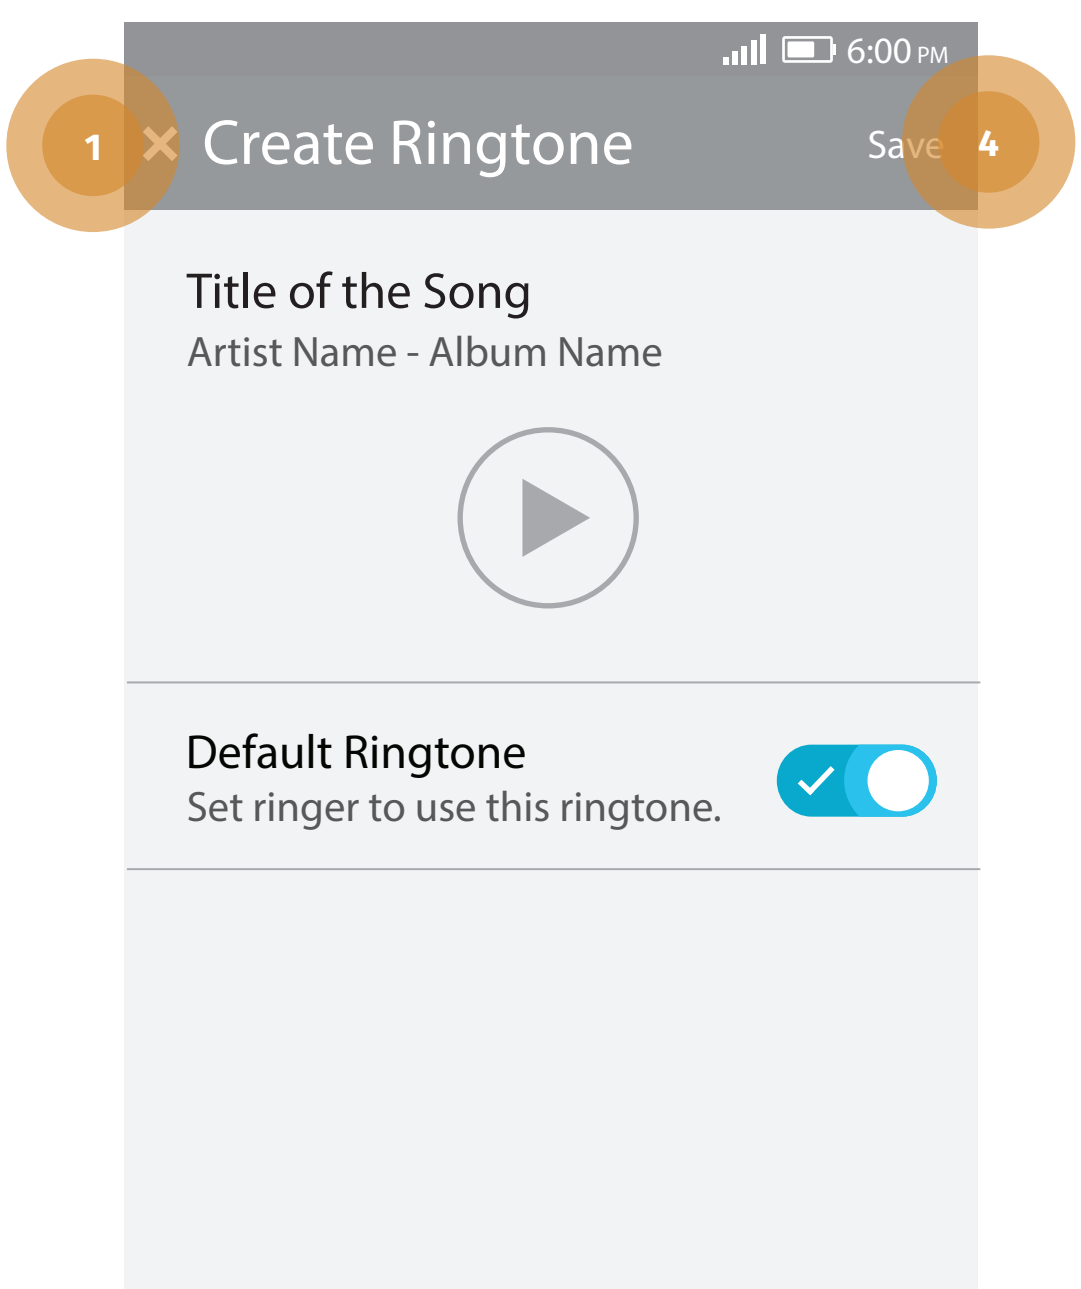 6:00 PM
1
Create Ringtone
Save
4
Title of the Song
Artist Name - Album Name
Default Ringtone
Set ringer to use this ringtone.